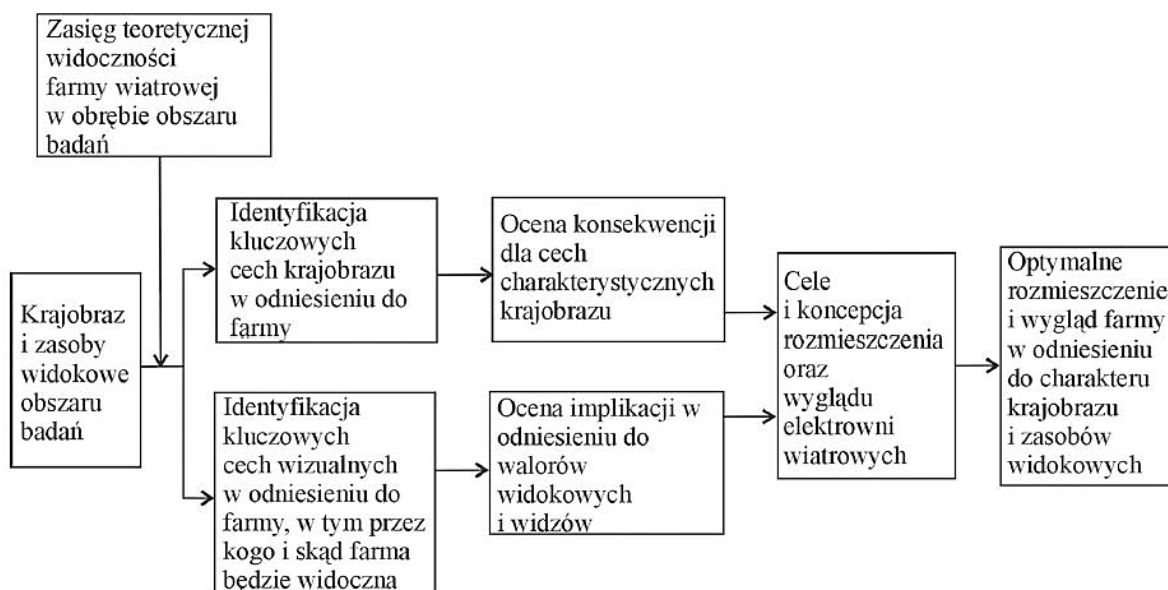 Zasięg teoretycznej
widoczności
farmy wiatrowej
w obrębie obszaru
badań
Krajobraz
i zasoby
widokowe
obszaru
badań
Identyfikacja
kluczowych
cech krajobrazu
w odniesieniu do
farmy
Identyfikacja
kluczowych
cech wizualnych
w odniesieniu do
farmy, w tym przez
kogo i skąd farma
będzie widoczna
Ocena konsekwencji
dla cech
charakterystycznych
krajobrazu
Ocena implikacji w
odniesieniu do
walorów
widokowych
i widzów
Cele
i koncepcja
rozmieszczenia
oraz
wyglądu
elektrowni
wiatrowych
Optymalne
rozmieszczenie
i wygląd farmy
w odniesieniu
do charakteru
krajobrazu
i zasobów
widokowych